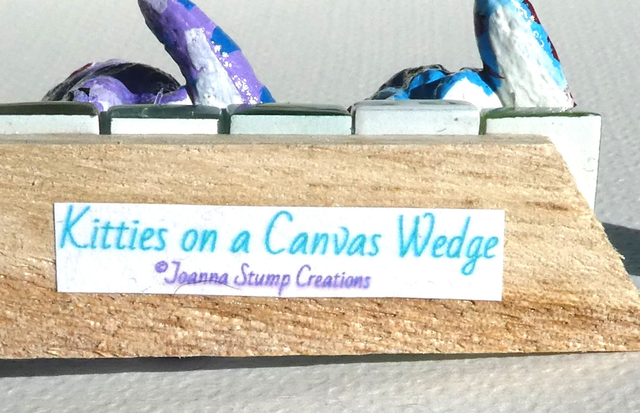 Kitties on a Canvas Wedge
©Joanna Stump Creations